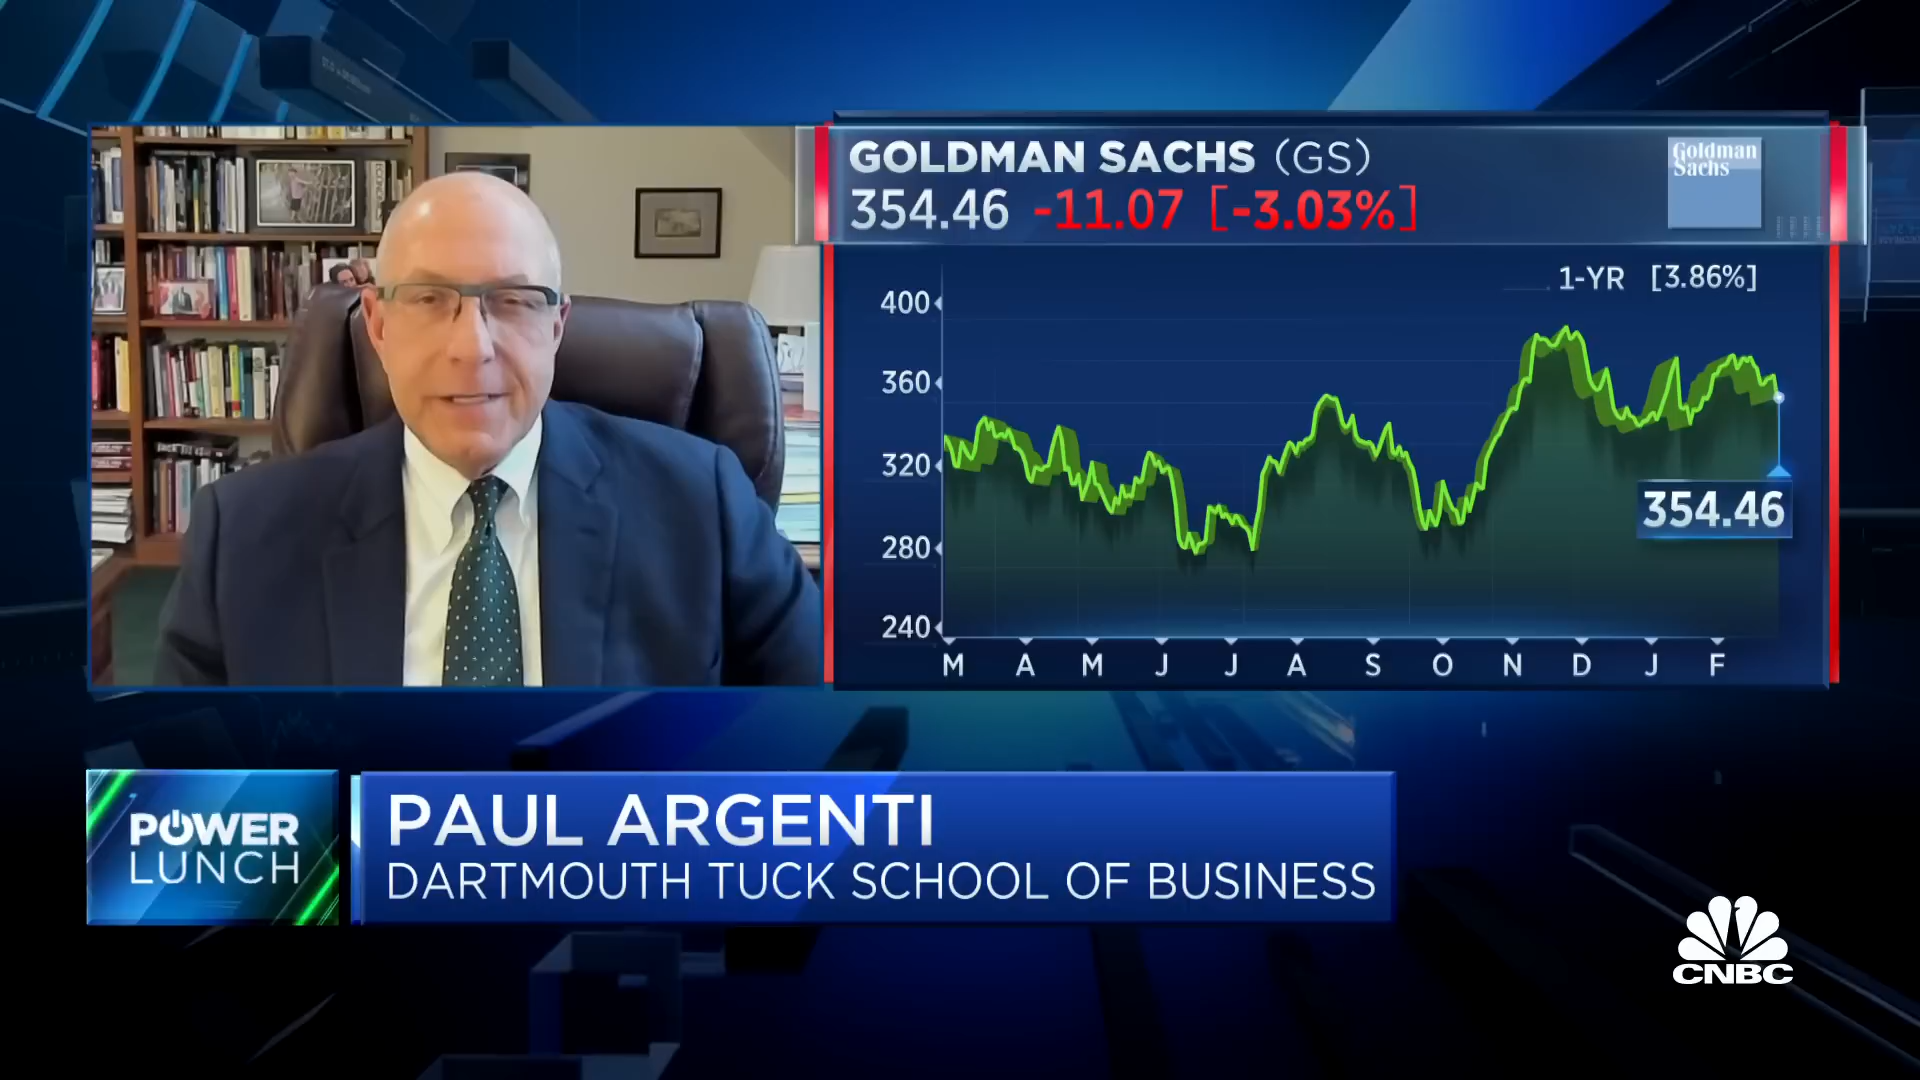 GOLDMAN SACHS (GS)
354.46 -11.07 [-3.03%]
Goldman
Sachs
1-YR [3.86%]
400
360
320
280
240
354.46
M A M J J A S O N D J F
POWER
LUNCH
PAUL ARGENTI
DARTMOUTH TUCK SCHOOL OF BUSINESS
CNBC